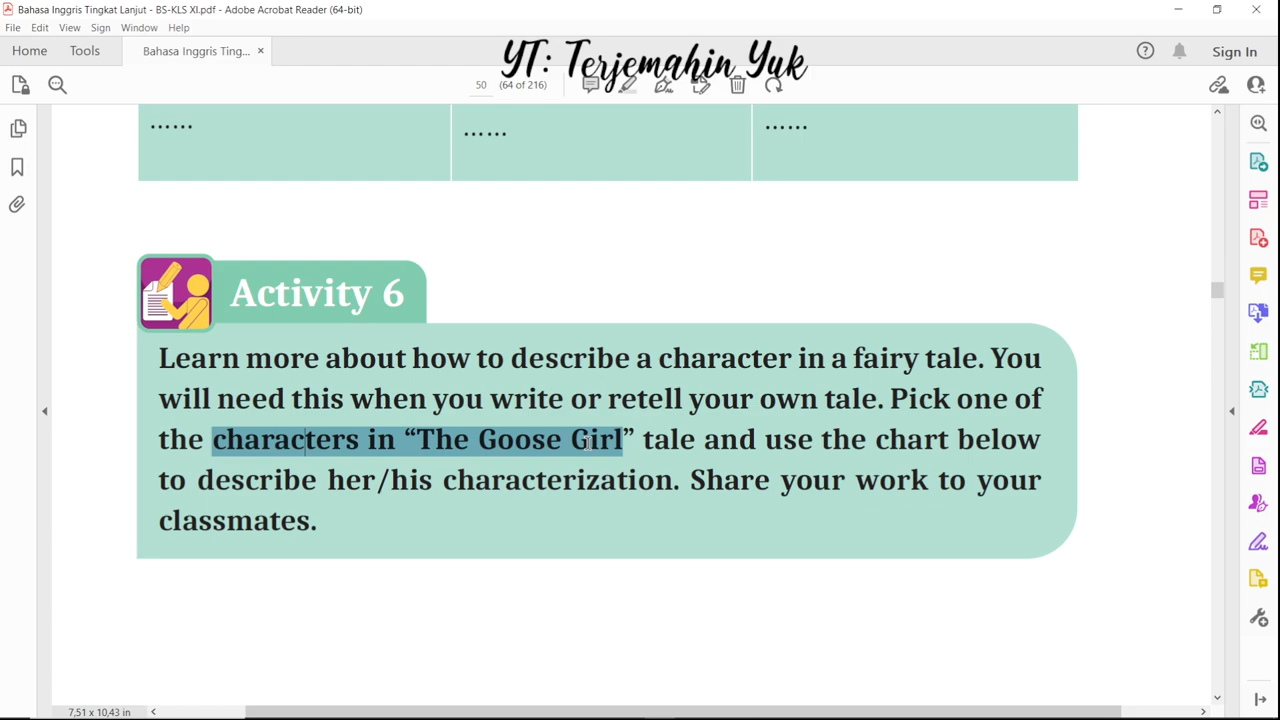 Bahasa Inggris Tingkat Lanjut - BS-KLS XI.pdf - Adobe Acrobat Reader (64-bit)
File Edit View Sign Window Help
Home Tools Bahasa Inggris Ting... × Sign In
YT: Terjemahin Yuk
50 (64 of 216)
...... ...... ......
Activity 6
Learn more about how to describe a character in a fairy tale. You
will need this when you write or retell your own tale. Pick one of
the characters in “The Goose Girl” tale and use the chart below
to describe her/his characterization. Share your work to your
classmates.
7,51 x 10,43 in